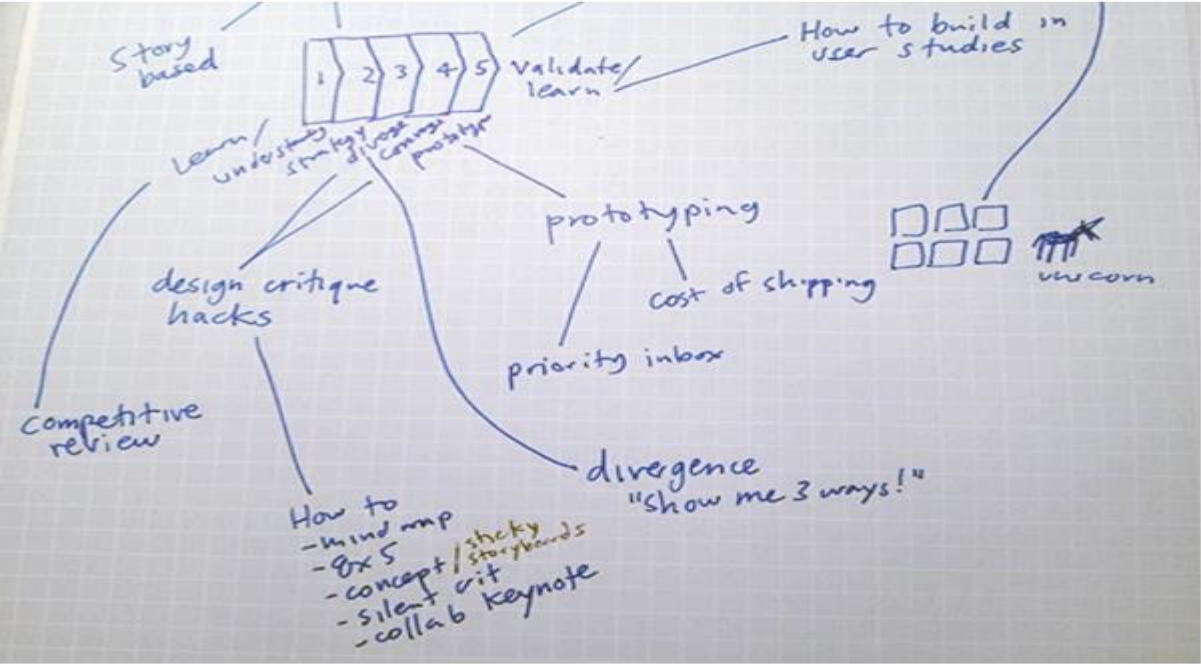 Story
based
1 2 3 4 5
validate/
learn
How to build in
user studies
Learn/
understand
strategy
diverge
converge
prototype
prototyping
cost of shipping
priority inbox
unicorn
design critique
hacks
competitive
review
divergence
"show me 3 ways!"
How to
- mind map
- 8x5
- concept / sticky
storyboards
- silent crit
- collab keynote